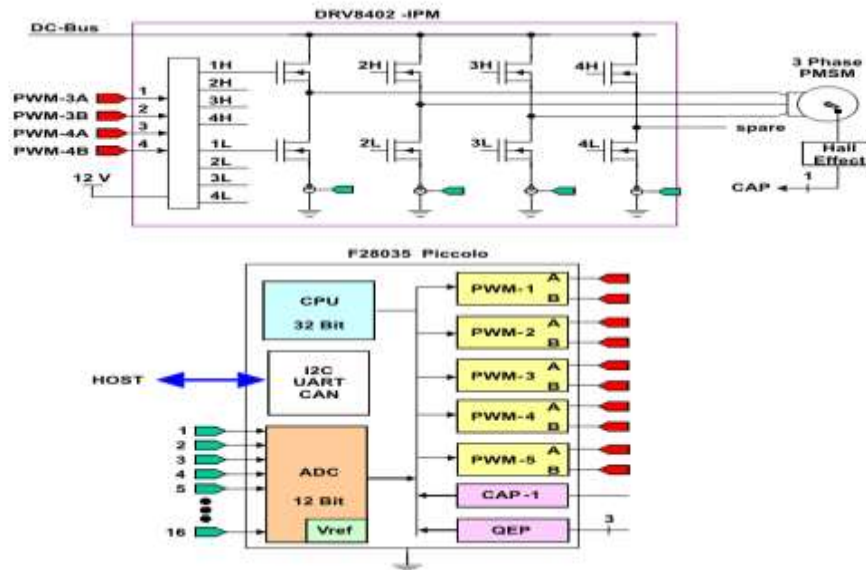 DRV8402 -IPM
DC-Bus
1H
2H
3H
4H
2H
3H
4H
3 Phase
PMSM
PWM-3A 1
PWM-3B 2
PWM-4A 3
PWM-4B 4
1L
2L
3L
4L
2L
3L
4L
spare
Hall
Effect
12 V
CAP
1
F28035 Piccolo
CPU
32 Bit
I2C
UART
CAN
HOST
ADC
12 Bit
Vref
1
2
3
4
5
16
PWM-1 A
B
PWM-2 A
B
PWM-3 A
B
PWM-4 A
B
PWM-5 A
B
CAP-1
QEP
3